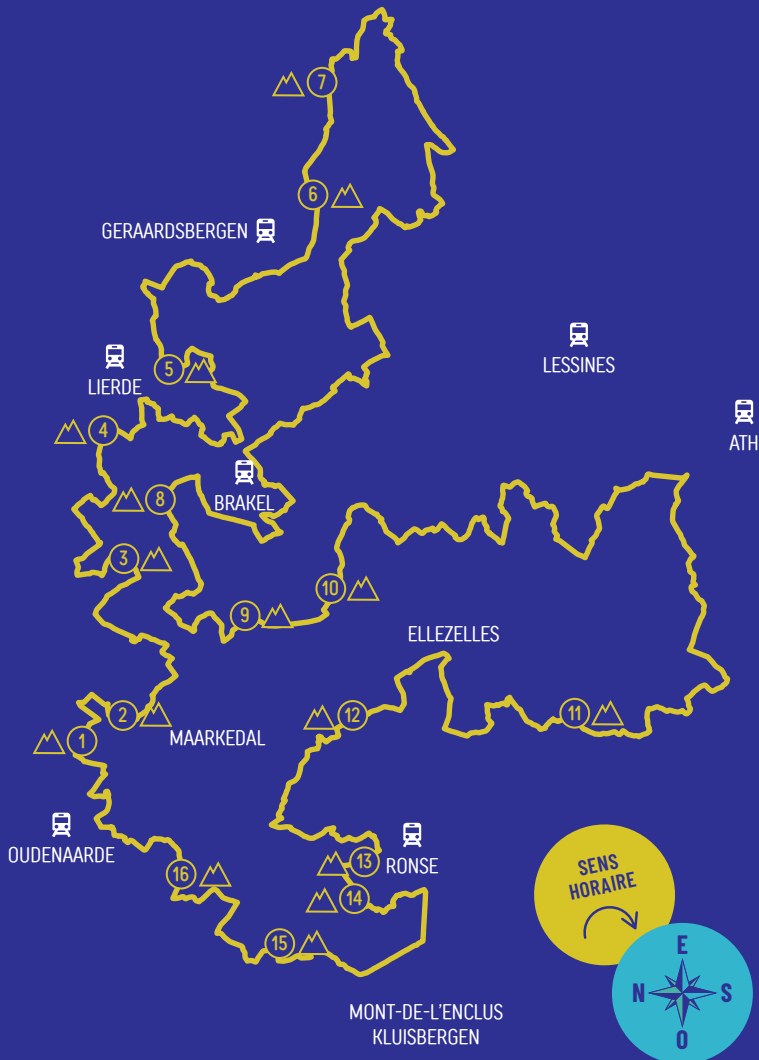 7
6
GERAARDSBERGEN
LESSINES
5
LIERDE
ATH
4
BRAKEL
8
3
10
9
ELLEZELLES
11
12
2
MAARKEDAL
1
OUDENAARDE
13
RONSE
16
14
SENS
HORAIRE
15
E
N
S
O
MONT-DE-L'ENCLUS
KLUISBERGEN